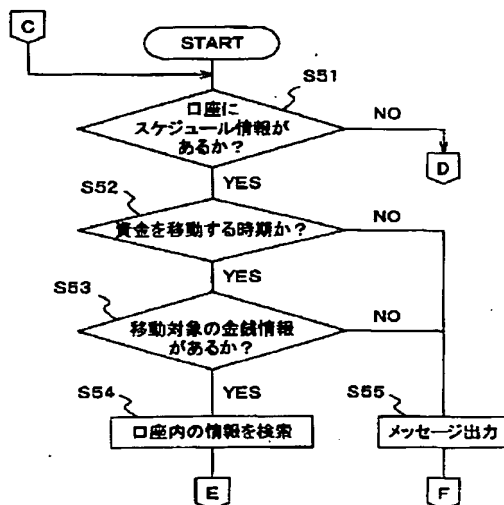 C
START
S51
口座に
スケジュール情報が
あるか？
NO
D
YES
S52
資金を移動する時期か？
NO
YES
S53
移動対象の金銭情報
があるか？
NO
YES
S54
口座内の情報を検索
S55
メッセージ出力
E
F